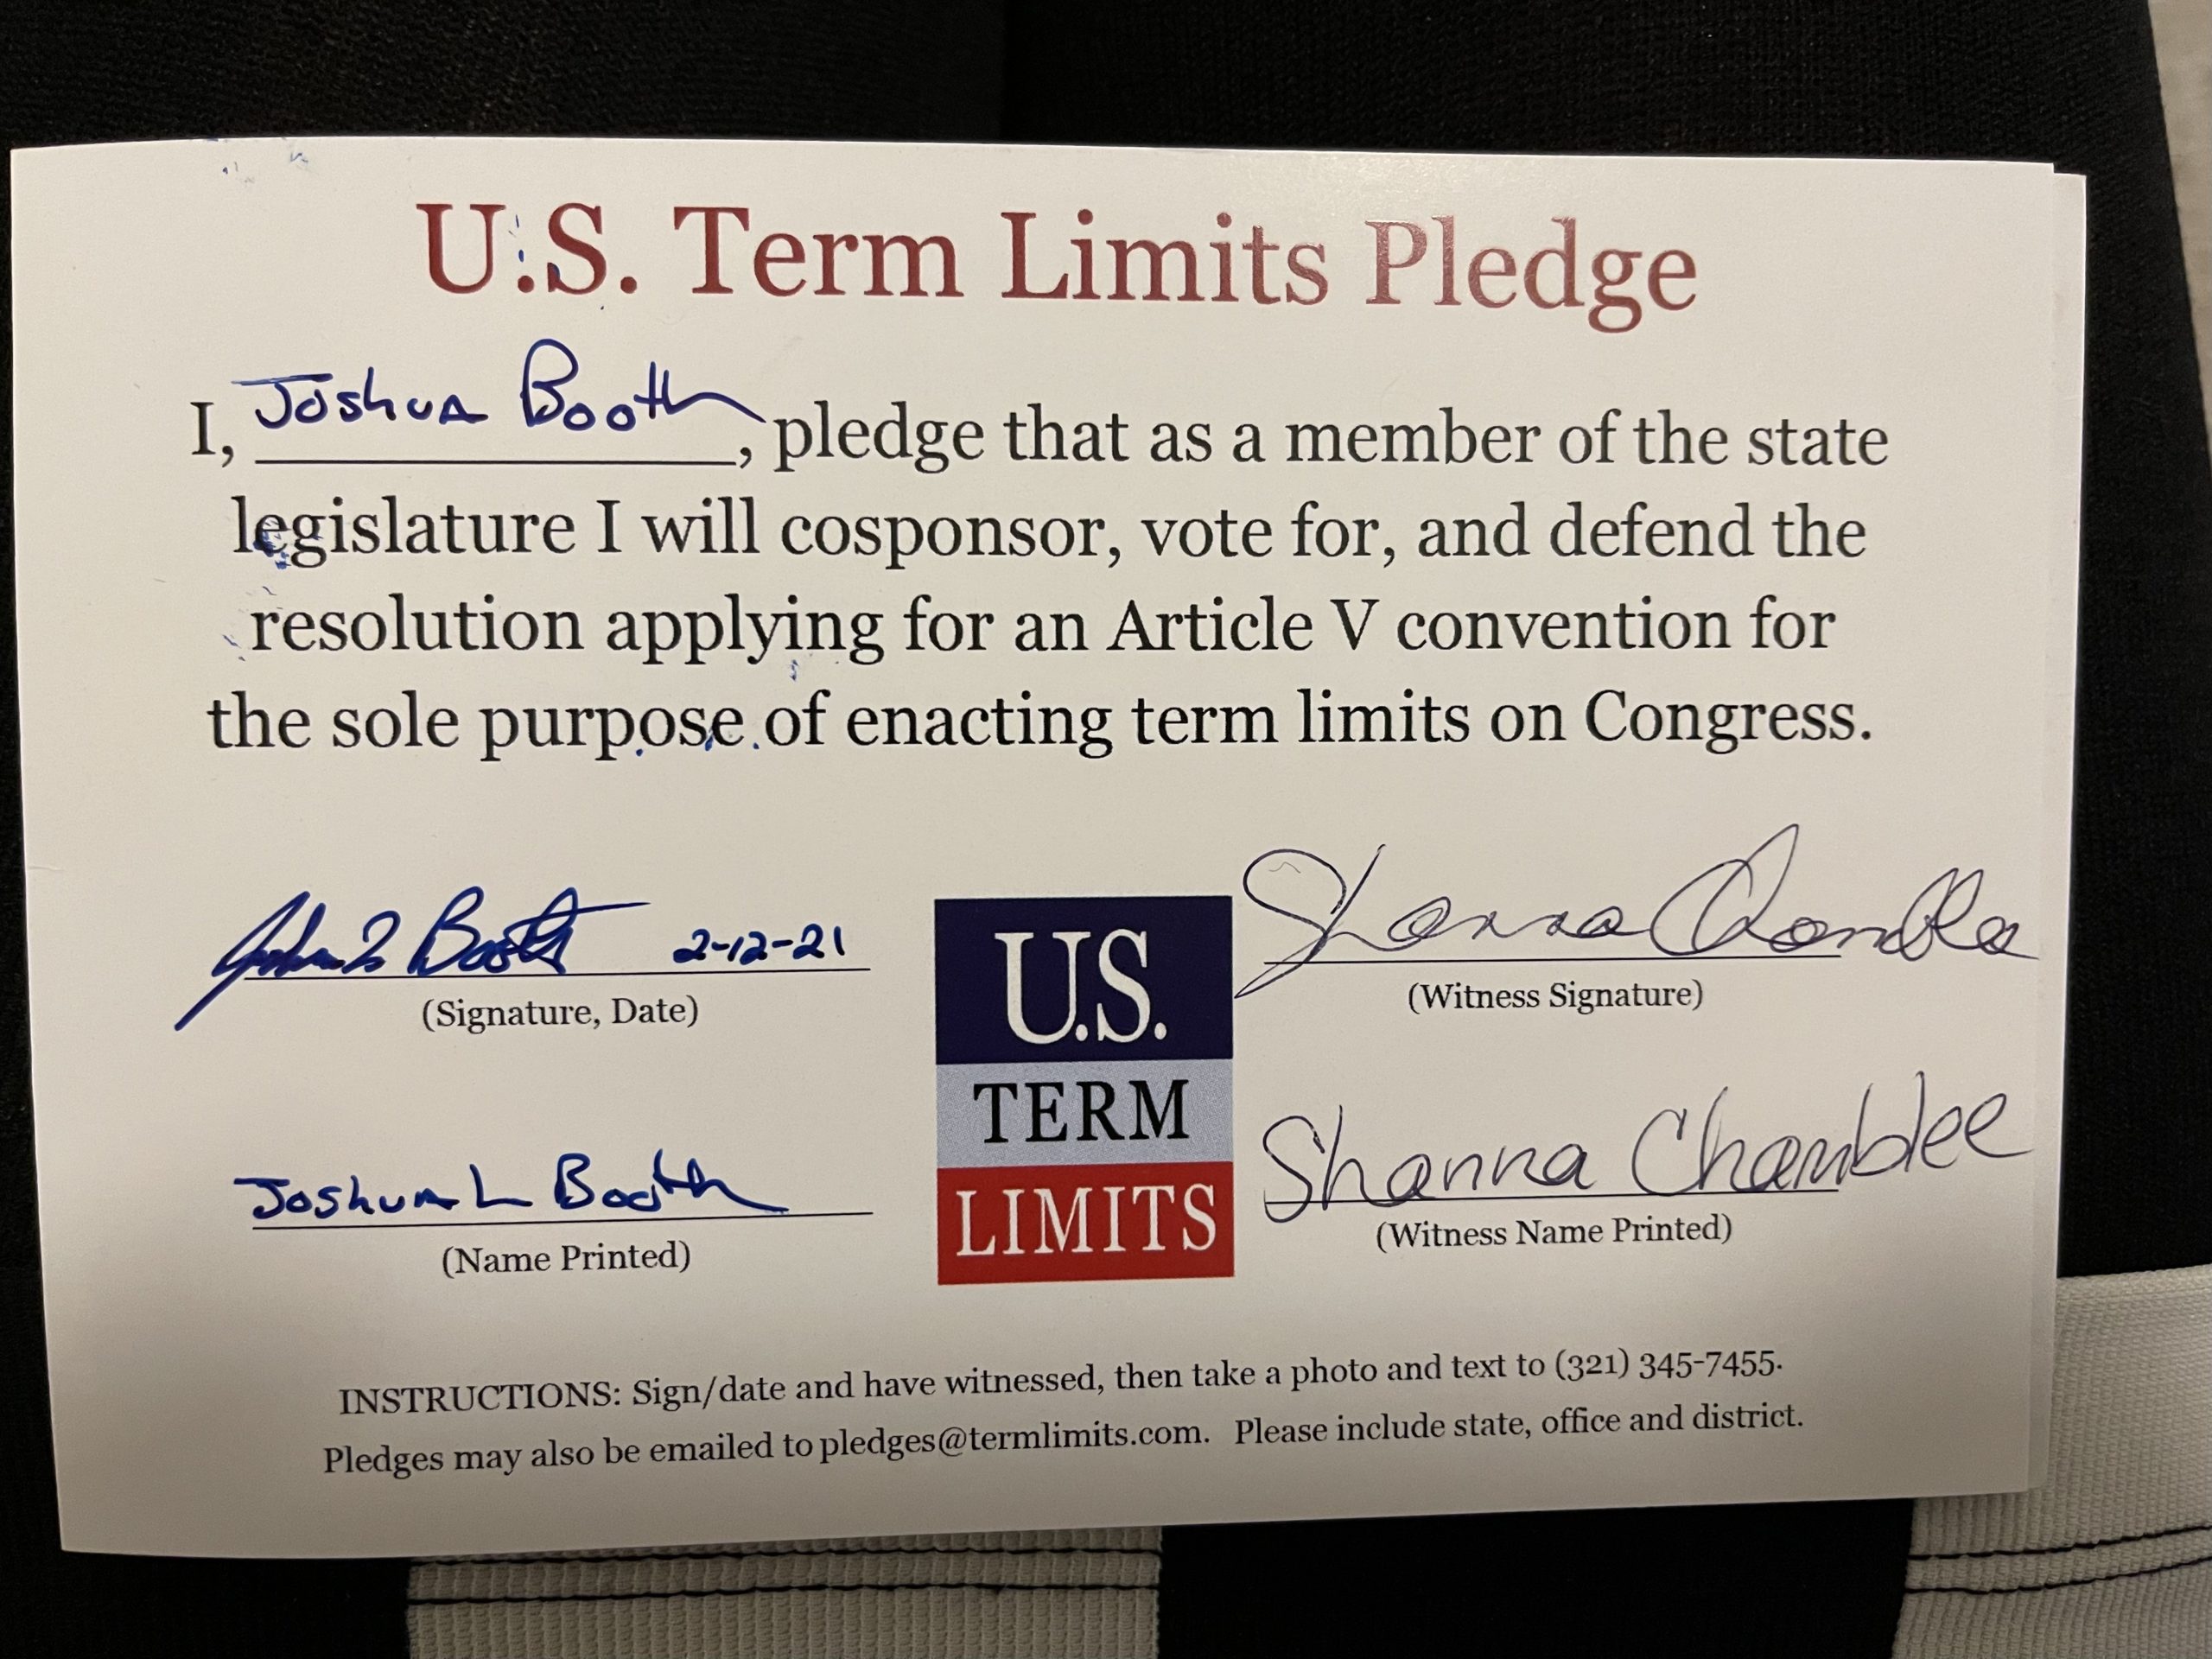 U.S. Term Limits Pledge
I, Joshua Booth, pledge that as a member of the state
legislature I will cosponsor, vote for, and defend the
resolution applying for an Article V convention for
the sole purpose of enacting term limits on Congress.
Joshua L Booth 2-12-21
(Signature, Date)
Joshua L Booth
(Name Printed)
U.S.
TERM
LIMITS
Shanna Chamblee
(Witness Signature)
Shanna Chamblee
(Witness Name Printed)
INSTRUCTIONS: Sign/date and have witnessed, then take a photo and text to (321) 345-7455.
Pledges may also be emailed to pledges@termlimits.com. Please include state, office and district.